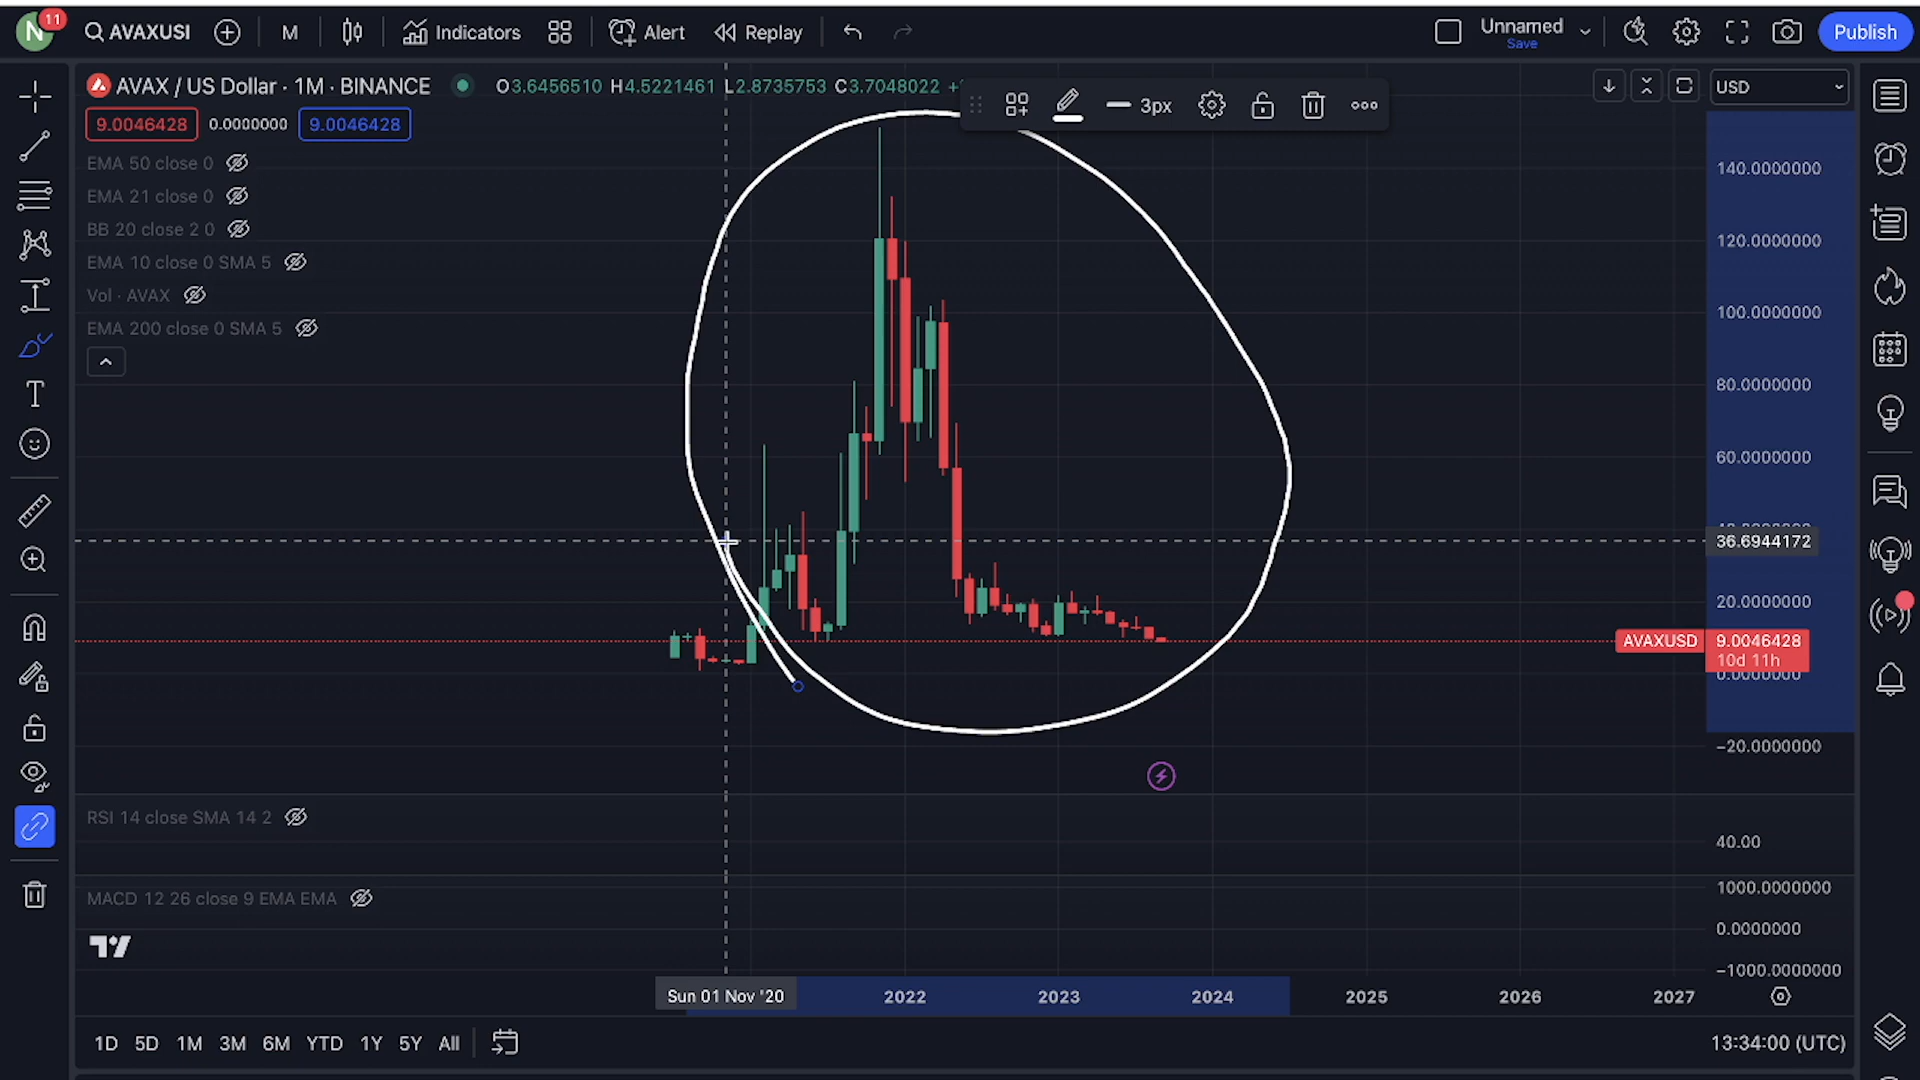 N 11 AVAXUSI M Indicators Alert Replay Unnamed Save Publish
AVAX / US Dollar · 1M · BINANCE O3.6456510 H4.5221461 L2.8735753 C3.7048022 +
3px
USD
9.0046428 0.0000000 9.0046428
EMA 50 close 0
EMA 21 close 0
BB 20 close 2 0
EMA 10 close 0 SMA 5
Vol · AVAX
EMA 200 close 0 SMA 5
T
140.0000000
120.0000000
100.0000000
80.0000000
60.0000000
36.6944172
20.0000000
AVAXUSD 9.0046428
10d 11h
0.0000000
−20.0000000
RSI 14 close SMA 14 2
40.00
1000.0000000
MACD 12 26 close 9 EMA EMA
0.0000000
−1000.0000000
Sun 01 Nov '20 2022 2023 2024 2025 2026 2027
1D 5D 1M 3M 6M YTD 1Y 5Y All 13:34:00 (UTC)